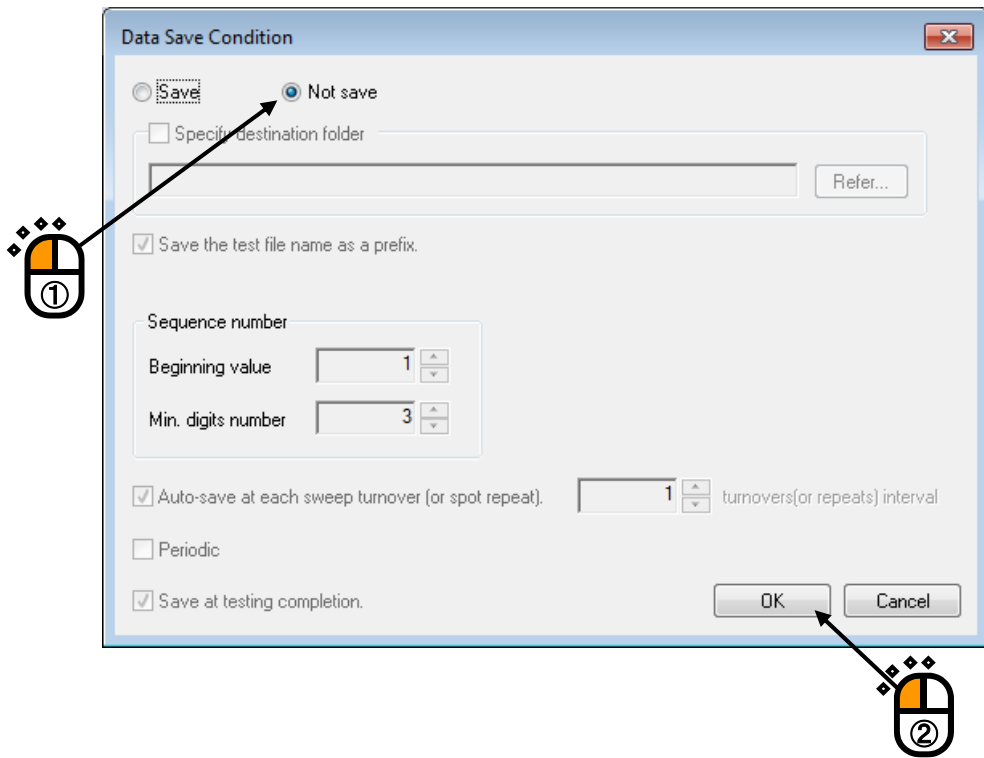 Data Save Condition
Save Not save
Specify destination folder
Refer...
①
Save the test file name as a prefix.
Sequence number
Beginning value 1
Min. digits number 3
Auto-save at each sweep turnover (or spot repeat). 1 turnovers(or repeats) interval
Periodic
Save at testing completion. OK Cancel
②